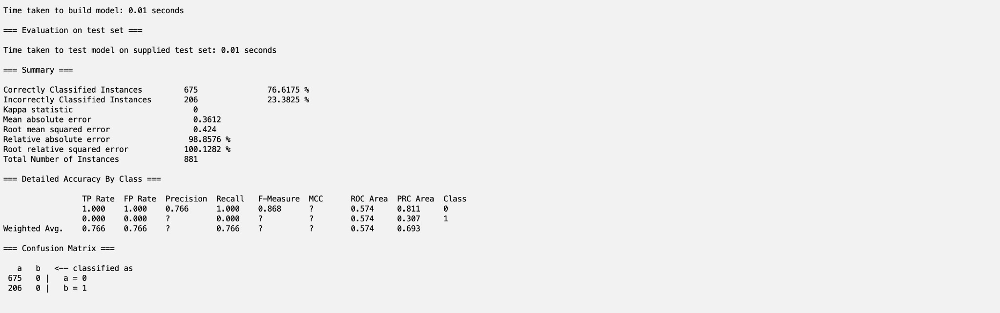 Time taken to build model: 0.01 seconds
=== Evaluation on test set ===
Time taken to test model on supplied test set: 0.01 seconds
=== Summary ===
Correctly Classified Instances         675               76.6175 %
Incorrectly Classified Instances       206               23.3825 %
Kappa statistic                          0
Mean absolute error                      0.3612
Root mean squared error                  0.424
Relative absolute error                 98.8576 %
Root relative squared error            100.1282 %
Total Number of Instances              881
=== Detailed Accuracy By Class ===
                 TP Rate  FP Rate  Precision  Recall   F-Measure  MCC      ROC Area  PRC Area  Class
                 1.000    1.000    0.766      1.000    0.868      ?        0.574     0.811     0
                 0.000    0.000    ?          0.000    ?          ?        0.574     0.307     1
Weighted Avg.    0.766    0.766    ?          0.766    ?          ?        0.574     0.693
=== Confusion Matrix ===
   a   b   <-- classified as
 675   0 |   a = 0
 206   0 |   b = 1